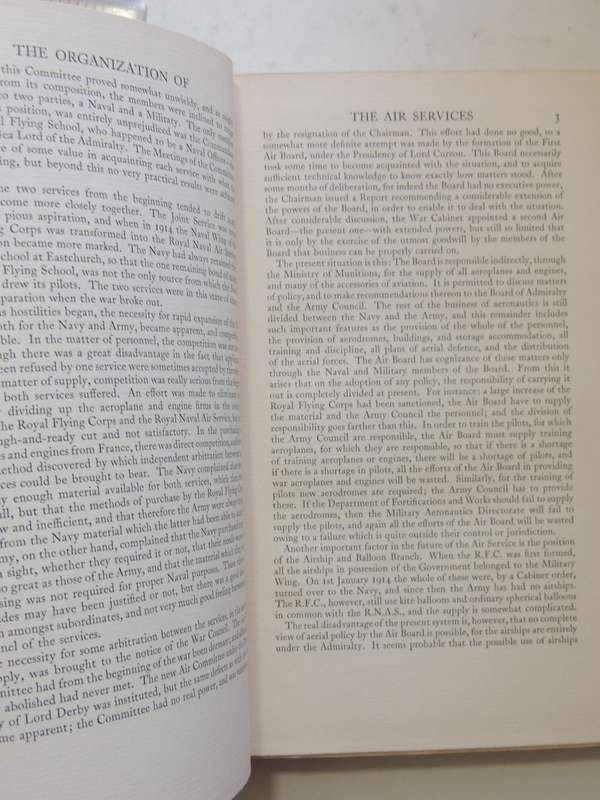 THE ORGANIZATION OF
this Committee proved somewhat unwieldy, and as
from its composition, the members were inclined to
two parties, a Naval and a Military. The only
position, was entirely unprejudiced was the
Flying School, who happened to be a Naval Officer
Lord of the Admiralty. The Meetings of the
of some value in acquainting each service with what the
but beyond this no very practical results were
two services from the beginning tended to drift
come more closely together. The Joint Service was
pious aspiration, and when in 1914 the Naval Wing of the
Corps was transformed into the Royal Naval Air Service
became more marked. The Navy had always retained
school at Eastchurch, so that the one remaining bond of
Flying School, was not the only source from which the
drew its pilots. The two services were in this state of
when the war broke out.
hostilities began, the necessity for rapid expansion of the
both for the Navy and Army, became apparent, and
In the matter of personnel, the competition was
there was a great disadvantage in the fact that
been refused by one service were sometimes accepted by the
matter of supply, competition was really serious from the
both services suffered. An effort was made to eliminate
dividing up the aeroplane and engine firms in the
the Royal Flying Corps and the Royal Naval Air Service, but
cut and not satisfactory. In the purchase
and engines from France, there was direct competition, and
method discovered by which independent arbitration between
could be brought to bear. The Navy complained that
enough material available for both services, which
but that the methods of purchase by the Royal Flying
and inefficient, and that therefore the Army were always
from the Navy material which the latter had been able to
on the other hand, complained that the Navy purchased
sight, whether they required it or not, that their needs were
so great as those of the Army, and that the material which they
was not required for proper Naval purposes. These
may have been justified or not, but there was a great
amongst subordinates, and not very much good feeling between
of the services.
necessity for some arbitration between the services, in the
was brought to the notice of the War Council. The
had from the beginning of the war been dormant, and
abolished had never met. The new Air Committee under the
of Lord Derby was instituted, but the same defects as
apparent; the Committee had no real power, and was
THE AIR SERVICES 3
by the resignation of the Chairman. This effort had done no good, to a
somewhat more definite attempt was made by the formation of the First
Air Board, under the Presidency of Lord Curzon. This Board necessarily
took some time to become acquainted with the situation, and to acquire
sufficient technical knowledge to know exactly how matters stood. After
some months of deliberation, for indeed the Board had no executive power,
the Chairman issued a Report recommending a considerable extension of
the powers of the Board, in order to enable it to deal with the situation.
After considerable discussion, the War Cabinet appointed a second Air
Board—the present one—with extended powers, but still so limited that
it is only by the exercise of the utmost goodwill by the members of the
Board that business can be properly carried on.
The present situation is this: The Board is responsible indirectly, through
the Ministry of Munitions, for the supply of all aeroplanes and engines,
and many of the accessories of aviation. It is permitted to discuss matters
of policy, and to make recommendations thereon to the Board of Admiralty
and the Army Council. The rest of the business of aeronautics is still
divided between the Navy and the Army, and this remainder includes
such important features as the provision of the whole of the personnel,
the provision of aerodromes, buildings, and storage accommodation, all
training and discipline, all plans of aerial defence, and the distribution
of the aerial forces. The Air Board has cognizance of these matters only
through the Naval and Military members of the Board. From this it
arises that on the adoption of any policy, the responsibility of carrying it
out is completely divided at present. For instance: a large increase of the
Royal Flying Corps had been sanctioned, the Air Board have to supply
the material and the Army Council the personnel; and the division of
responsibility goes farther than this. In order to train the pilots, for which
the Army Council are responsible, the Air Board must supply training
aeroplanes, for which they are responsible, so that if there is a shortage
of training aeroplanes or engines, there will be a shortage of pilots, and
if there is a shortage in pilots, all the efforts of the Air Board in providing
war aeroplanes and engines will be wasted. Similarly, for the training of
pilots new aerodromes are required; the Army Council has to provide
these. If the Department of Fortifications and Works should fail to supply
the aerodromes, then the Military Aeronautics Directorate will fail to
supply the pilots, and again all the efforts of the Air Board will be wasted
owing to a failure which is quite outside their control or jurisdiction.
Another important factor in the future of the Air Service is the position
of the Airship and Balloon Branch. When the R.F.C. was first formed,
all the airships in possession of the Government belonged to the Military
Wing. On 1st January 1914 the whole of these were, by a Cabinet order,
turned over to the Navy, and since then the Army has had no airships.
The R.F.C., however, still use kite balloons and ordinary spherical balloons
in common with the R.N.A.S., and the supply is somewhat complicated.
The real disadvantage of the present system is, however, that no complete
view of aerial policy by the Air Board is possible, for the airships are entirely
under the Admiralty. It seems probable that the possible use of airships